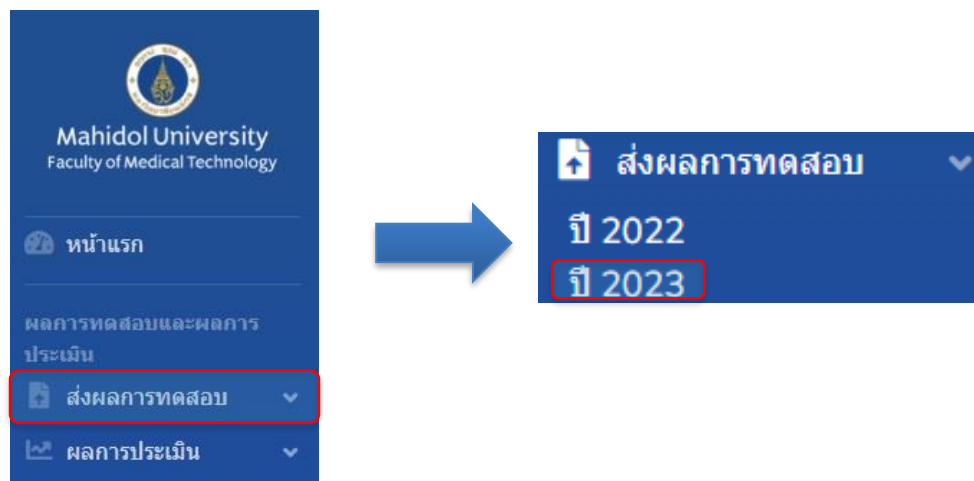 Mahidol University
Faculty of Medical Technology
หน้าแรก
ผลการทดสอบและผลการ
ประเมิน
ส่งผลการทดสอบ
ผลการประเมิน
ส่งผลการทดสอบ
ปี 2022
ปี 2023